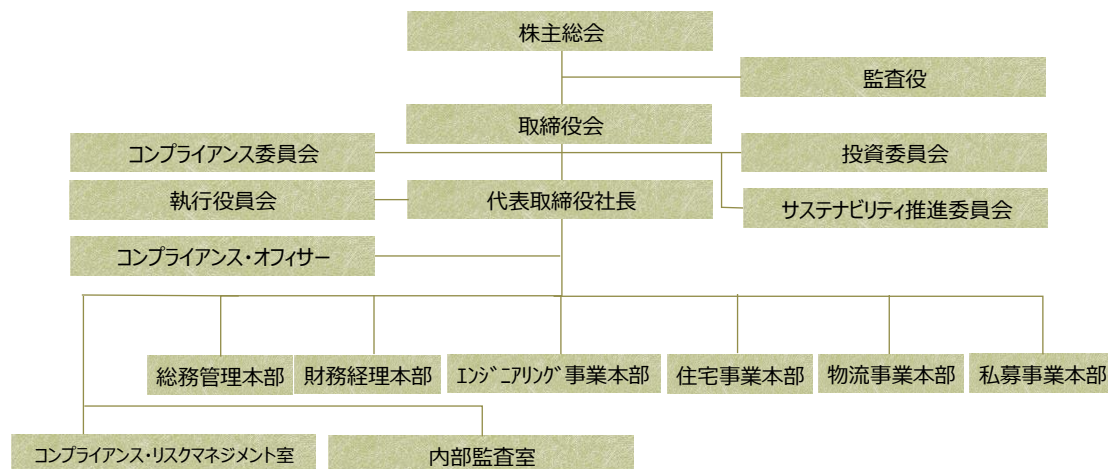 株主総会
監査役
取締役会
コンプライアンス委員会
投資委員会
執行役員会
代表取締役社長
サステナビリティ推進委員会
コンプライアンス・オフィサー
総務管理本部
財務経理本部
ｴﾝｼﾞﾆｱﾘﾝｸﾞ事業本部
住宅事業本部
物流事業本部
私募事業本部
コンプライアンス・リスクマネジメント室
内部監査室